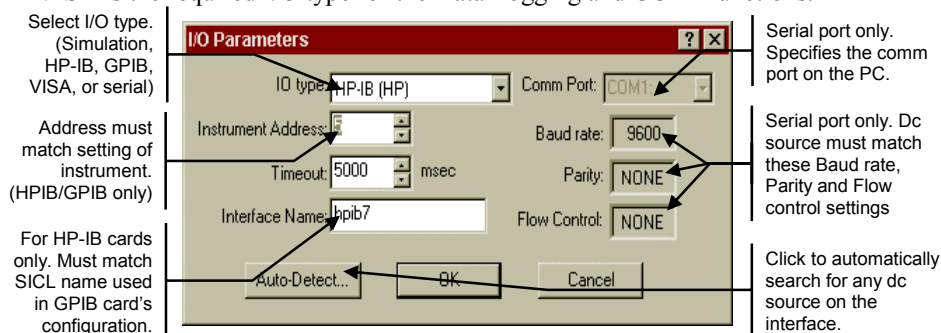 Select I/O type.
(Simulation,
HP-IB, GPIB,
VISA, or serial)
Address must
match setting of
instrument.
(HPIB/GPIB only)
For HP-IB cards
only. Must match
SICL name used
in GPIB card's
configuration.
I/O Parameters
IO type: HP-IB (HP)
Instrument Address:
Timeout: 5000 msec
Interface Name: hpib7
Comm Port: COM1:
Baud rate: 9600
Parity: NONE
Flow Control: NONE
Auto-Detect... OK Cancel
Serial port only.
Specifies the comm
port on the PC.
Serial port only. Dc
source must match
these Baud rate,
Parity and Flow
control settings
Click to automatically
search for any dc
source on the
interface.